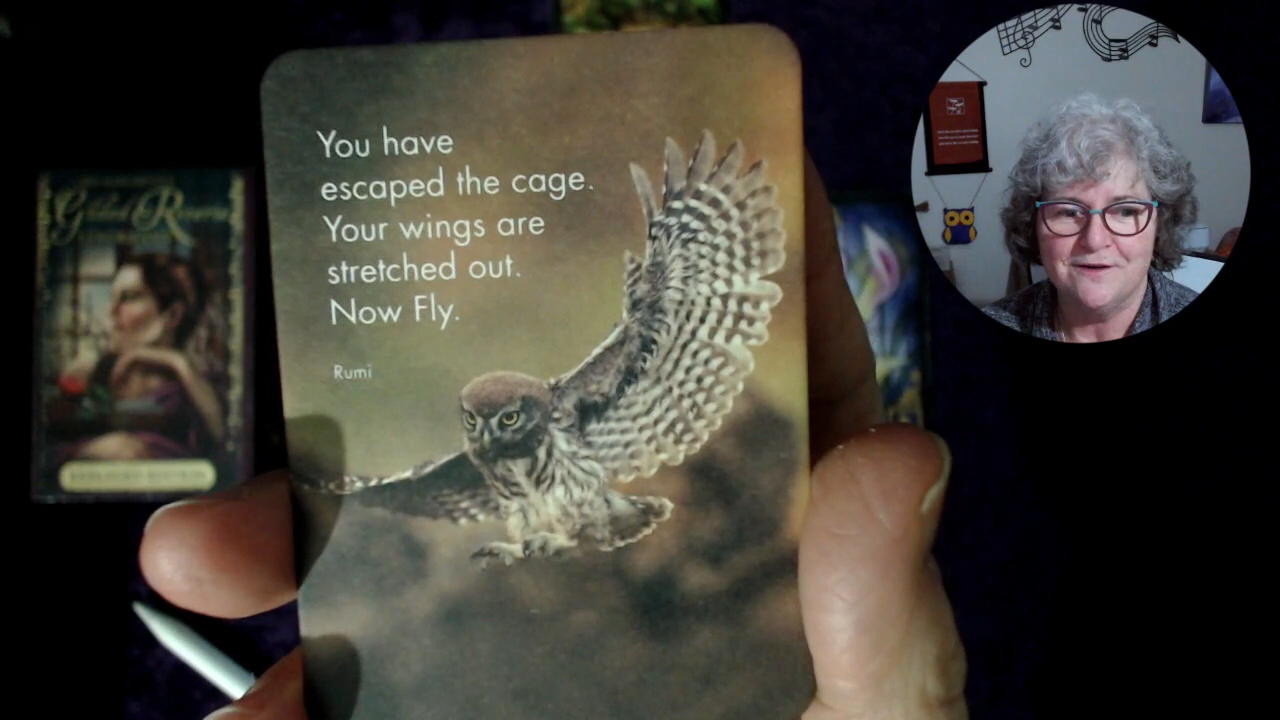 You have
escaped the cage.
Your wings are
stretched out.
Now Fly.
Rumi
Gilded Reverie